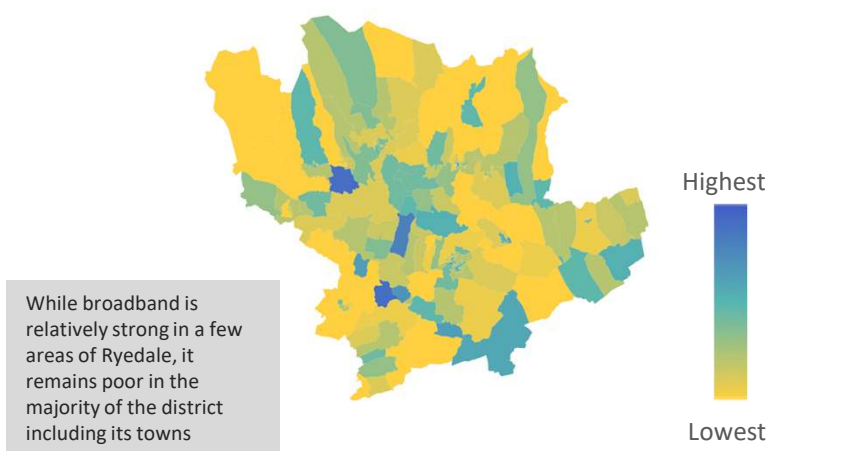 Highest
Lowest
While broadband is
relatively strong in a few
areas of Ryedale, it
remains poor in the
majority of the district
including its towns